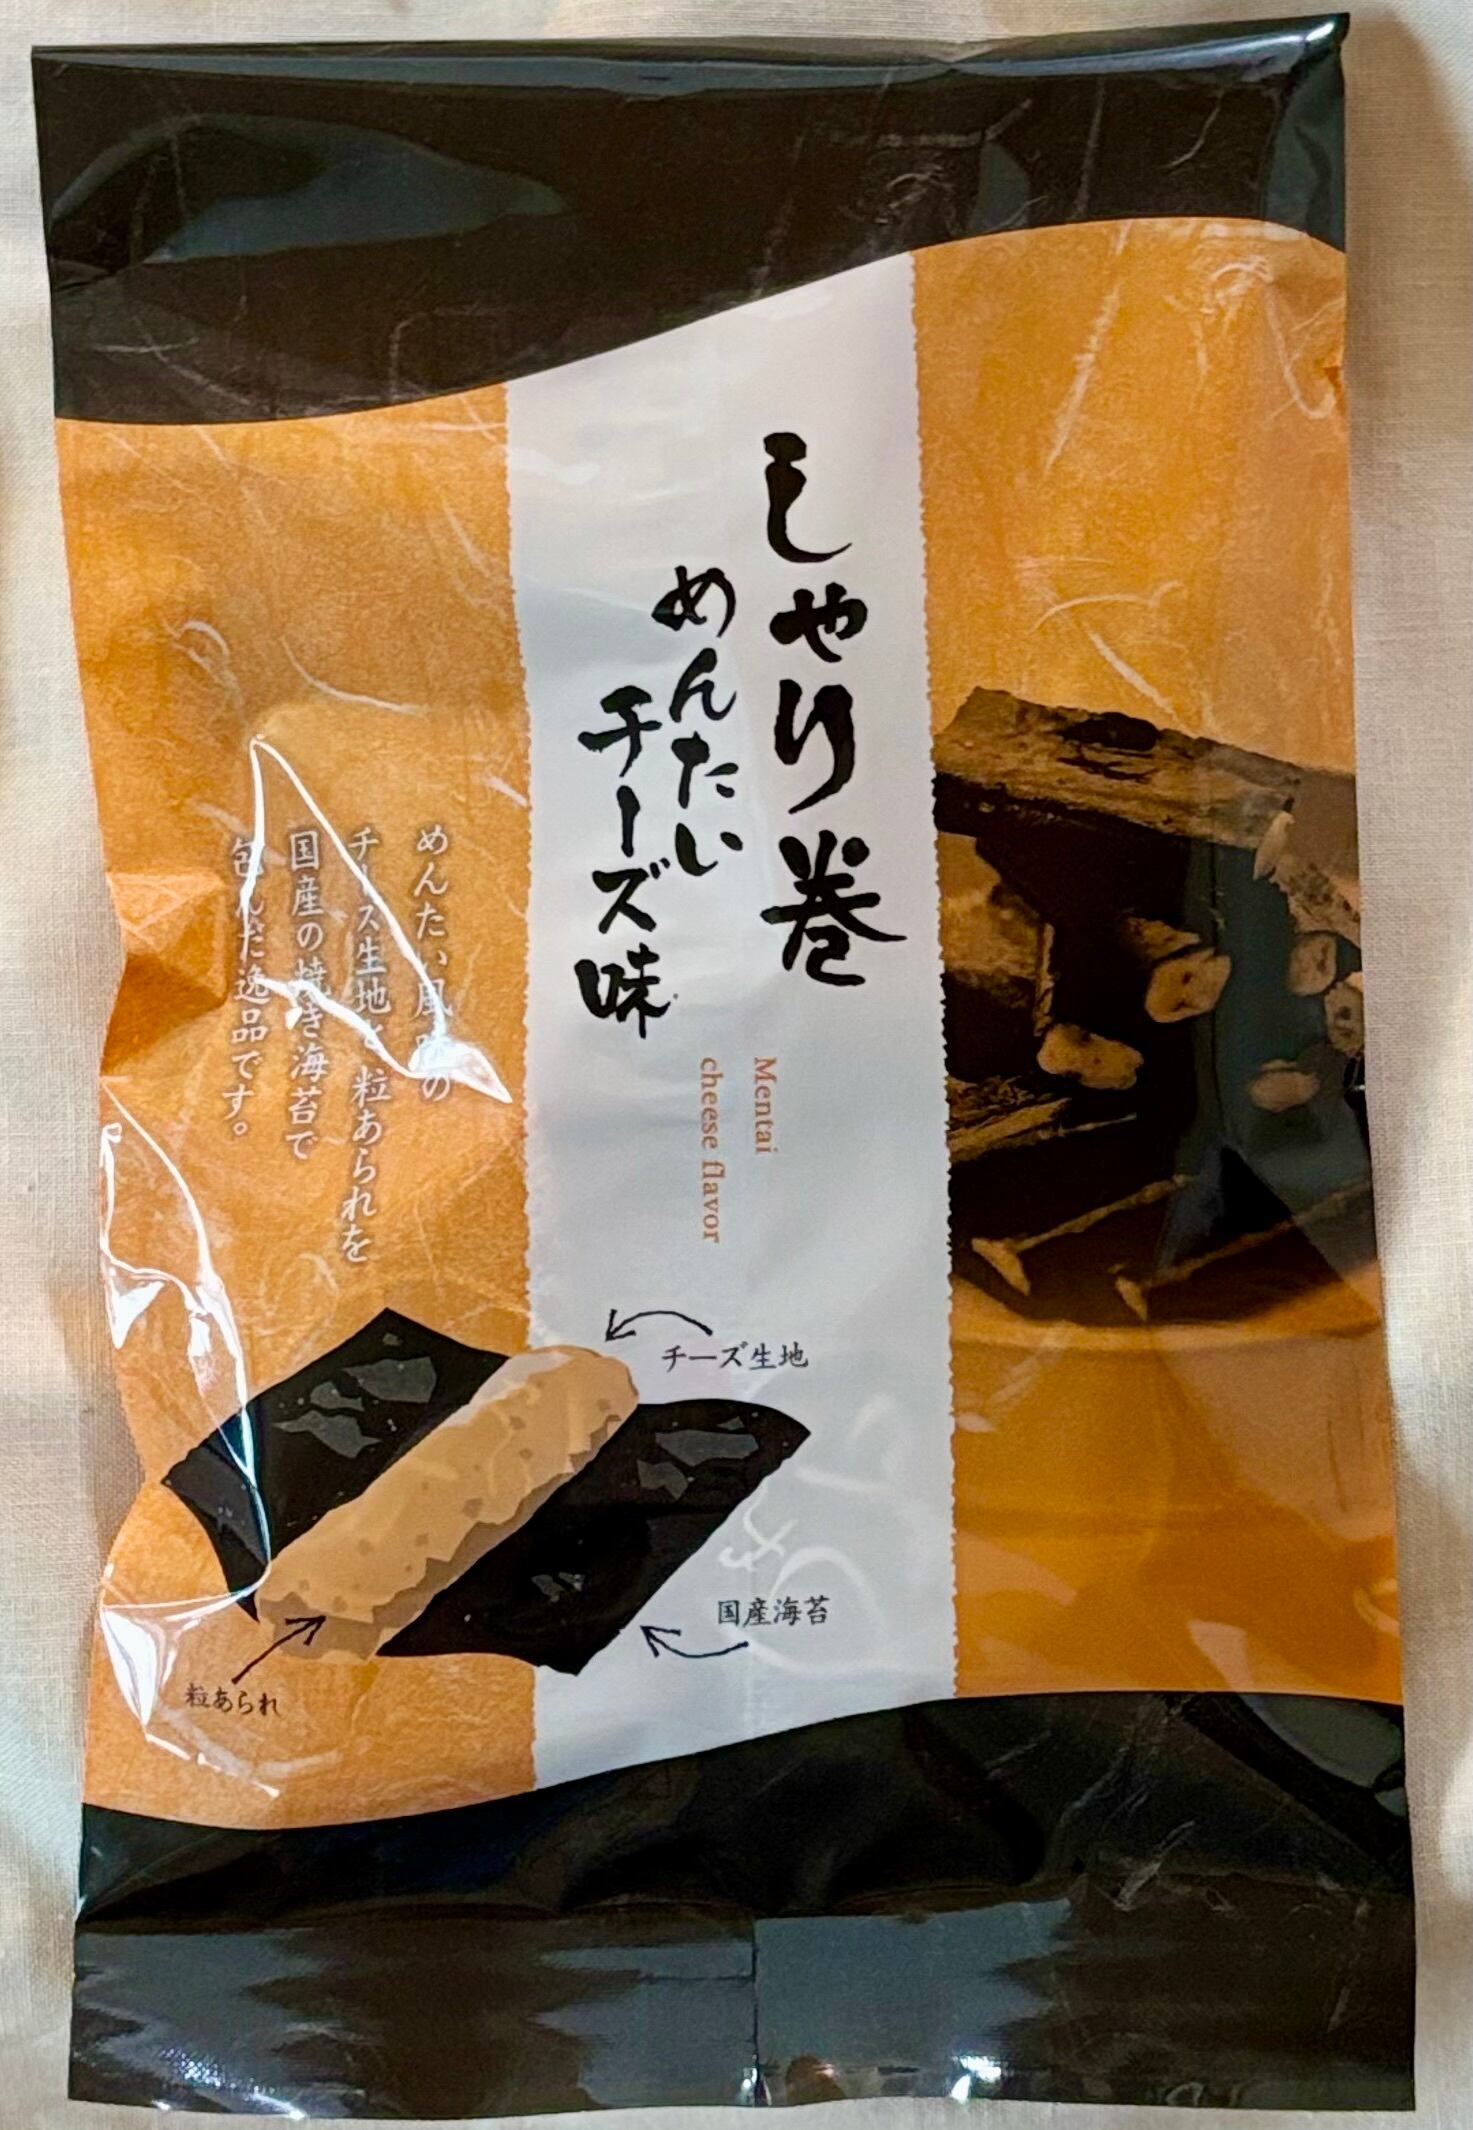 しゃり巻
めんたい
チーズ味
Mentai
cheese flavor
めんたい風味の
チーズ生地と粒あられを
国産の焼き海苔で
包んだ逸品です。
チーズ生地
国産海苔
粒あられ